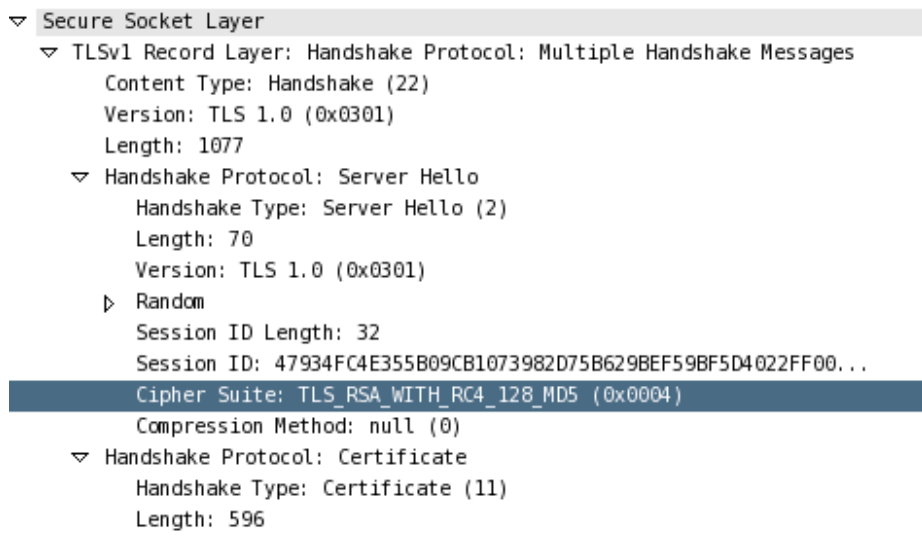 Secure Socket Layer
TLSv1 Record Layer: Handshake Protocol: Multiple Handshake Messages
Content Type: Handshake (22)
Version: TLS 1.0 (0x0301)
Length: 1077
Handshake Protocol: Server Hello
Handshake Type: Server Hello (2)
Length: 70
Version: TLS 1.0 (0x0301)
Random
Session ID Length: 32
Session ID: 47934FC4E355B09CB1073982D75B629BEF59BF5D4022FF00...
Cipher Suite: TLS_RSA_WITH_RC4_128_MD5 (0x0004)
Compression Method: null (0)
Handshake Protocol: Certificate
Handshake Type: Certificate (11)
Length: 596